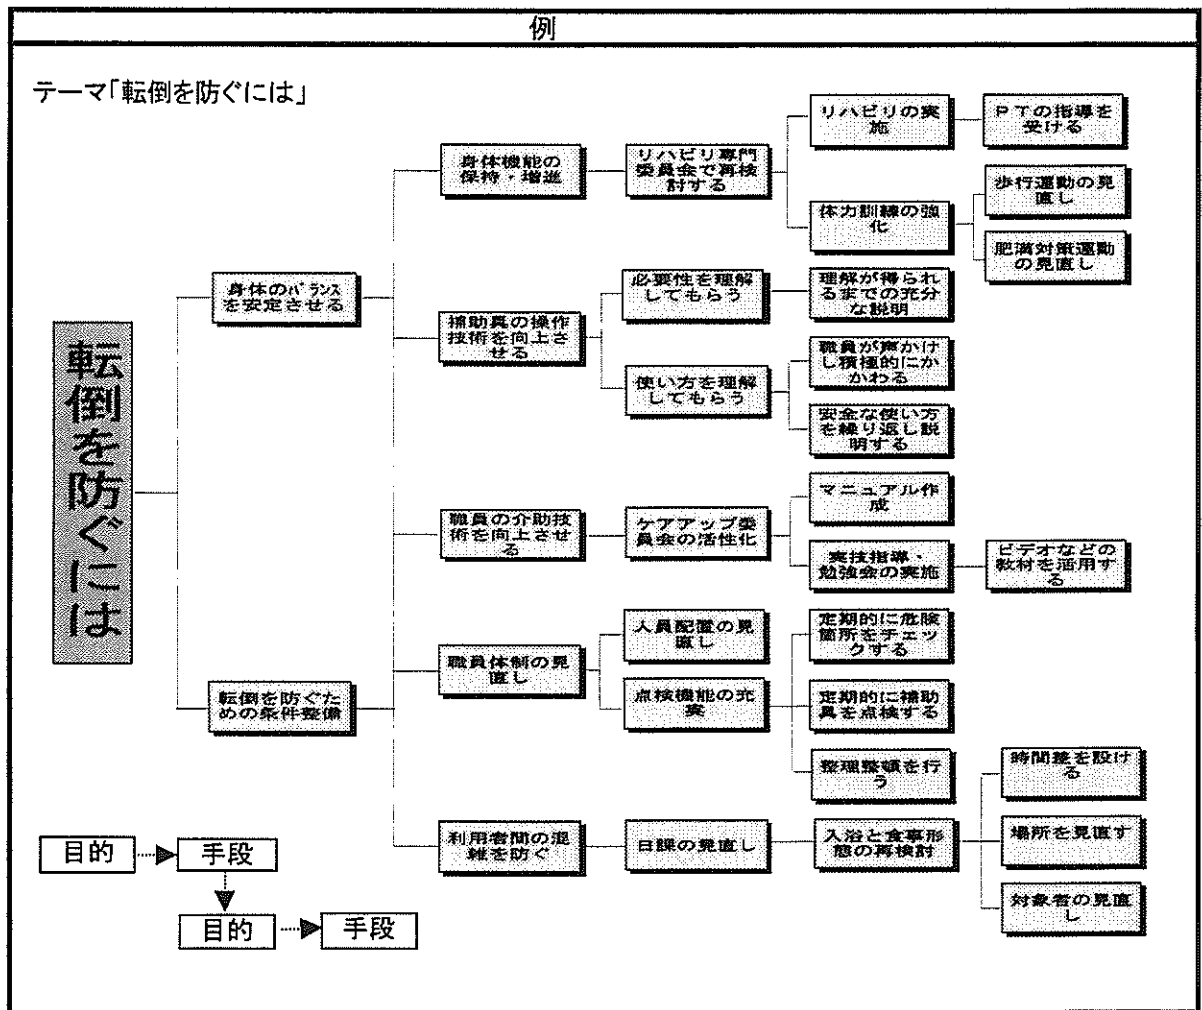 例
テーマ「転倒を防ぐには」
転倒を防ぐには
身体のバランス
を安定させる
身体機能の
保持・増進
リハビリ専門
委員会で再検
討する
リハビリの実
施
PTの指導を
受ける
体力訓練の強
化
歩行運動の見
直し
肥満対策運動
の見直し
補助具の操作
技術を向上さ
せる
必要性を理解
してもらう
理解が得られ
るまでの充分
な説明
使い方を理解
してもらう
職員が声かけ
し積極的にか
かわる
安全な使い方
を繰り返し説
明する
転倒を防ぐた
めの条件整備
職員の介助技
術を向上させ
る
ケアアップ委
員会の活性化
マニュアル作
成
実技指導・
勉強会の実施
ビデオなどの
教材を活用す
る
職員体制の見
直し
人員配置の見
直し
点検機能の充
実
定期的に危険
箇所をチェッ
クする
定期的に補助
具を点検する
整理整頓を行
う
利用者間の混
雑を防ぐ
日課の見直し
入浴と食事形
態の再検討
時間差を設け
る
場所を見直す
対象者の見直
し
目的
手段
目的
手段